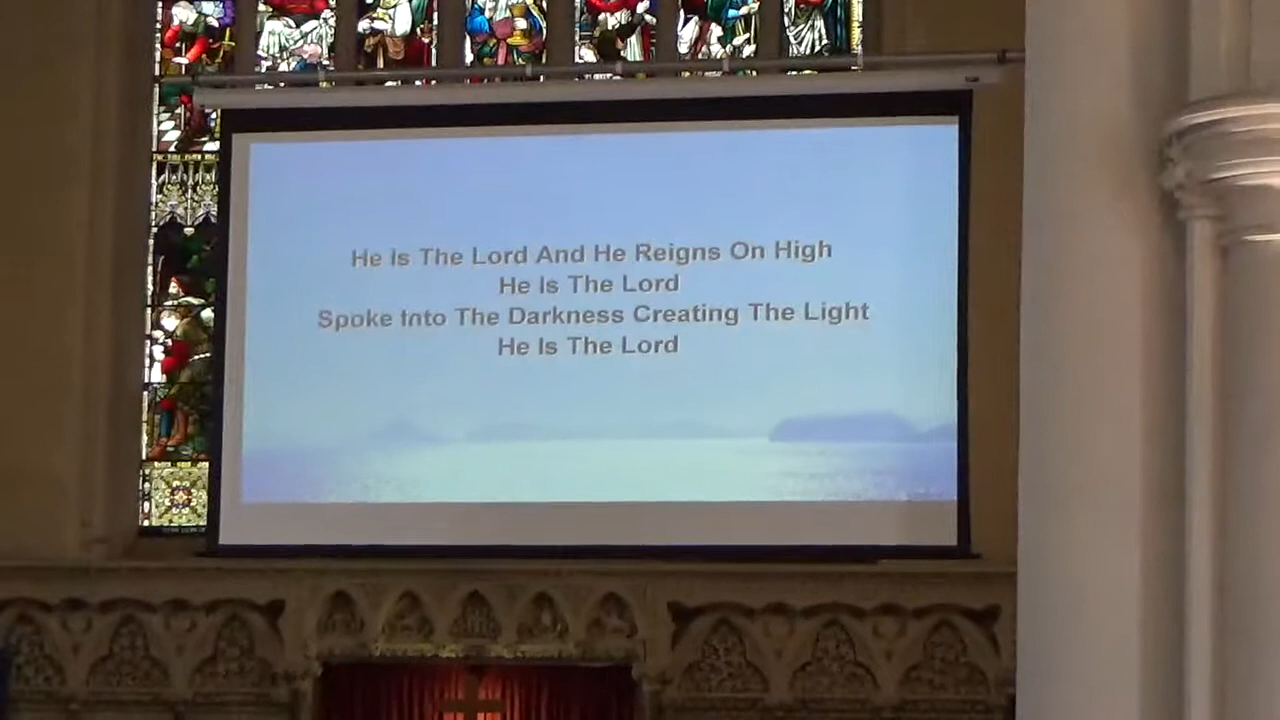 He Is The Lord And He Reigns On High
He Is The Lord
Spoke Into The Darkness Creating The Light
He Is The Lord